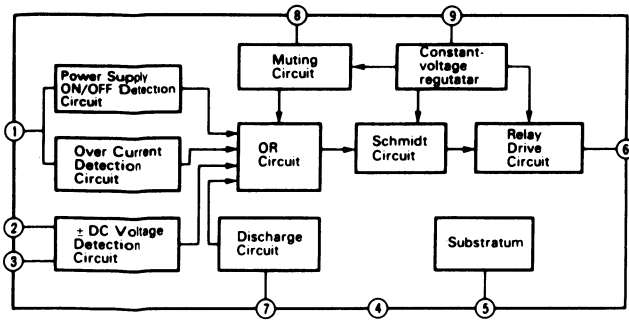 8
9
Power Supply
ON/OFF Detection
Circuit
Muting
Circuit
Constant-
voltage
regutatar
1
Over Current
Detection
Circuit
OR
Circuit
Schmidt
Circuit
Relay
Drive
Circuit
6
2
3
± DC Voltage
Detection
Circuit
Discharge
Circuit
Substratum
7
4
5